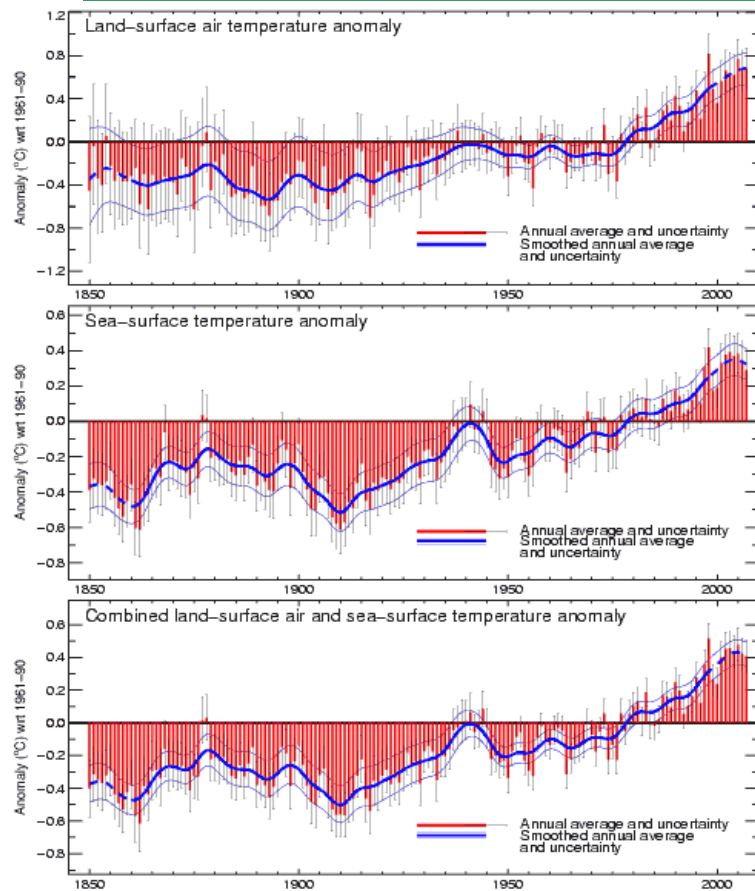 Land-surface air temperature anomaly
1.2
0.8
0.4
0.0
-0.4
-0.8
-1.2
Anomaly (°C) wrt 1961-90
Annual average and uncertainty
Smoothed annual average
and uncertainty
1850 1900 1950 2000
Sea-surface temperature anomaly
0.6
0.4
0.2
0.0
-0.2
-0.4
-0.6
-0.8
Anomaly (°C) wrt 1961-90
Annual average and uncertainty
Smoothed annual average
and uncertainty
1850 1900 1950 2000
Combined land-surface air and sea-surface temperature anomaly
0.6
0.4
0.2
0.0
-0.2
-0.4
-0.6
-0.8
Anomaly (°C) wrt 1961-90
Annual average and uncertainty
Smoothed annual average
and uncertainty
1850 1900 1950 2000